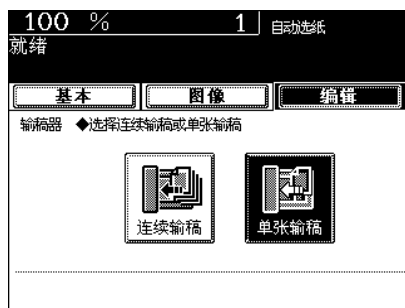 100 % 1 自动选纸
就绪
基本 图像 编辑
输稿器 ◆选择连续输稿或单张输稿
连续输稿 单张输稿